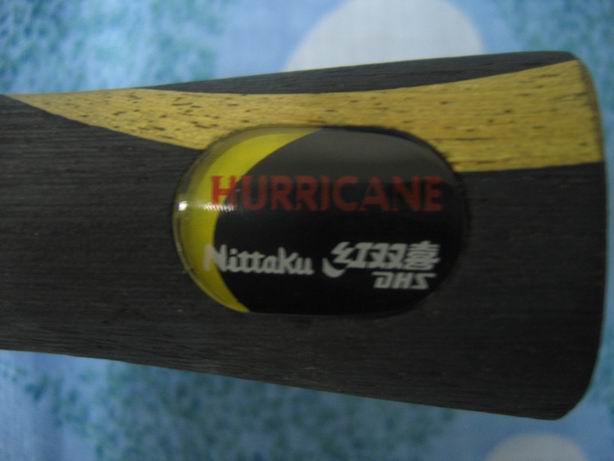 HURRICANE
Nittaku 红双喜
DHS